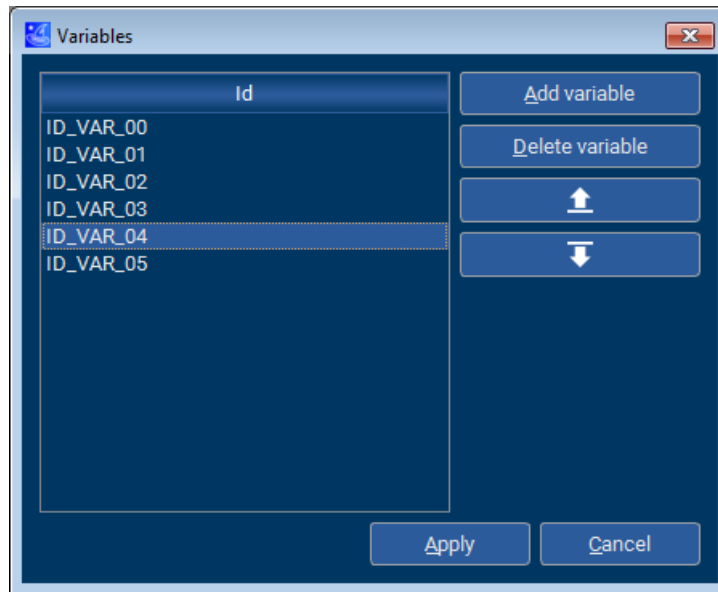 Variables
Id
ID_VAR_00
ID_VAR_01
ID_VAR_02
ID_VAR_03
ID_VAR_04
ID_VAR_05
Add variable
Delete variable
Apply
Cancel